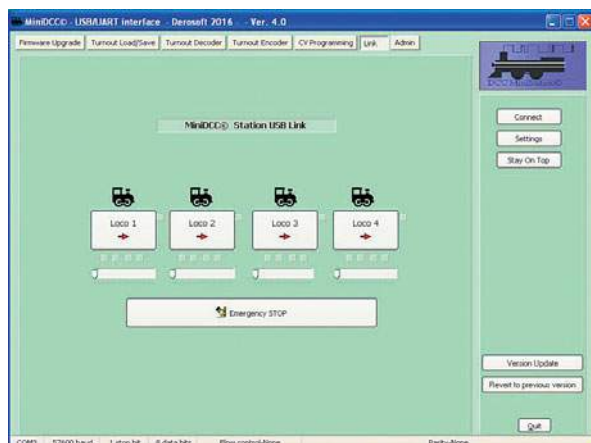 MiniDCC© - USB/UART interface - Derosoft 2016 - Ver. 4.0
Firmware Upgrade Turnout Load/Save Turnout Decoder Turnout Encoder CV Programming Link Admin
DCC MiniStation©
MiniDCC© Station USB Link
Connect
Settings
Stay On Top
Loco 1 Loco 2 Loco 3 Loco 4
Emergency STOP
Version Update
Revert to previous version
Quit
COM3 57600 baud 1 stop bit 8 data bits Flow control-None Parity-None